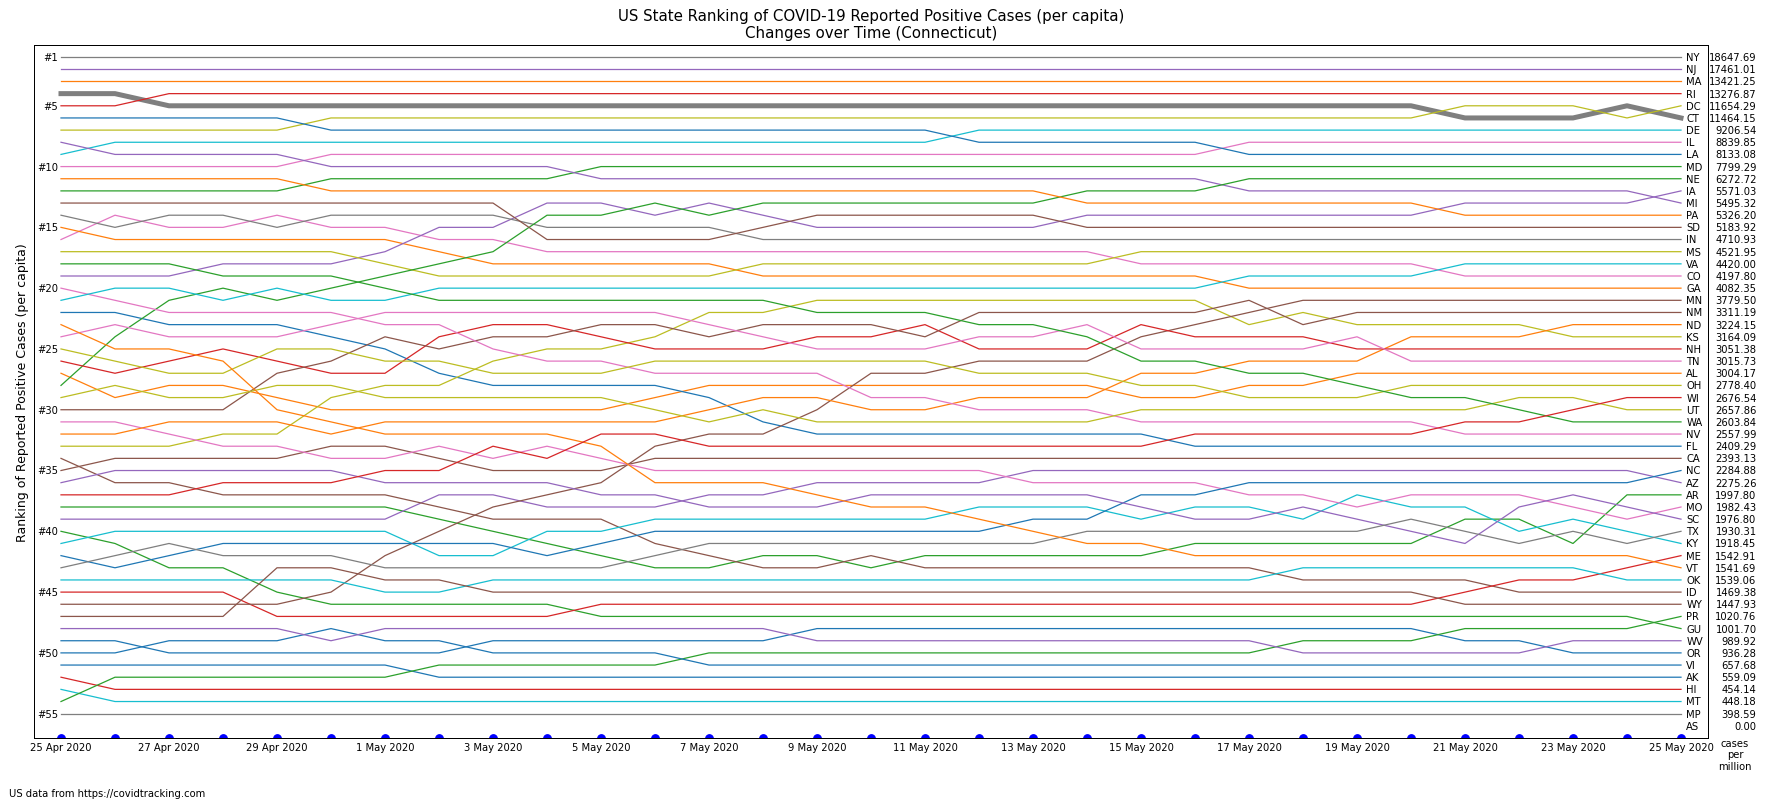 US State Ranking of COVID-19 Reported Positive Cases (per capita)
Changes over Time (Connecticut)
Ranking of Reported Positive Cases (per capita)
#1
#5
#10
#15
#20
#25
#30
#35
#40
#45
#50
#55
NY 18647.69
NJ 17461.01
MA 13421.25
RI 13276.87
DC 11654.29
CT 11464.15
DE 9206.54
IL 8839.85
LA 8133.08
MD 7799.29
NE 6272.72
IA 5571.03
MI 5495.32
PA 5326.20
SD 5183.92
IN 4710.93
MS 4521.95
VA 4420.00
CO 4197.80
GA 4082.35
MN 3779.50
NM 3311.19
ND 3224.15
KS 3164.09
NH 3051.38
TN 3015.73
AL 3004.17
OH 2778.40
WI 2676.54
UT 2657.86
WA 2603.84
NV 2557.99
FL 2409.29
CA 2393.13
NC 2284.88
AZ 2275.26
AR 1997.80
MO 1982.43
SC 1976.80
TX 1930.31
KY 1918.45
ME 1542.91
VT 1541.69
OK 1539.06
ID 1469.38
WY 1447.93
PR 1020.76
GU 1001.70
WV 989.92
OR 936.28
VI 657.68
AK 559.09
HI 454.14
MT 448.18
MP 398.59
AS 0.00
25 Apr 2020 27 Apr 2020 29 Apr 2020 1 May 2020 3 May 2020 5 May 2020 7 May 2020 9 May 2020 11 May 2020 13 May 2020 15 May 2020 17 May 2020 19 May 2020 21 May 2020 23 May 2020 25 May 2020
cases
per
million
US data from https://covidtracking.com